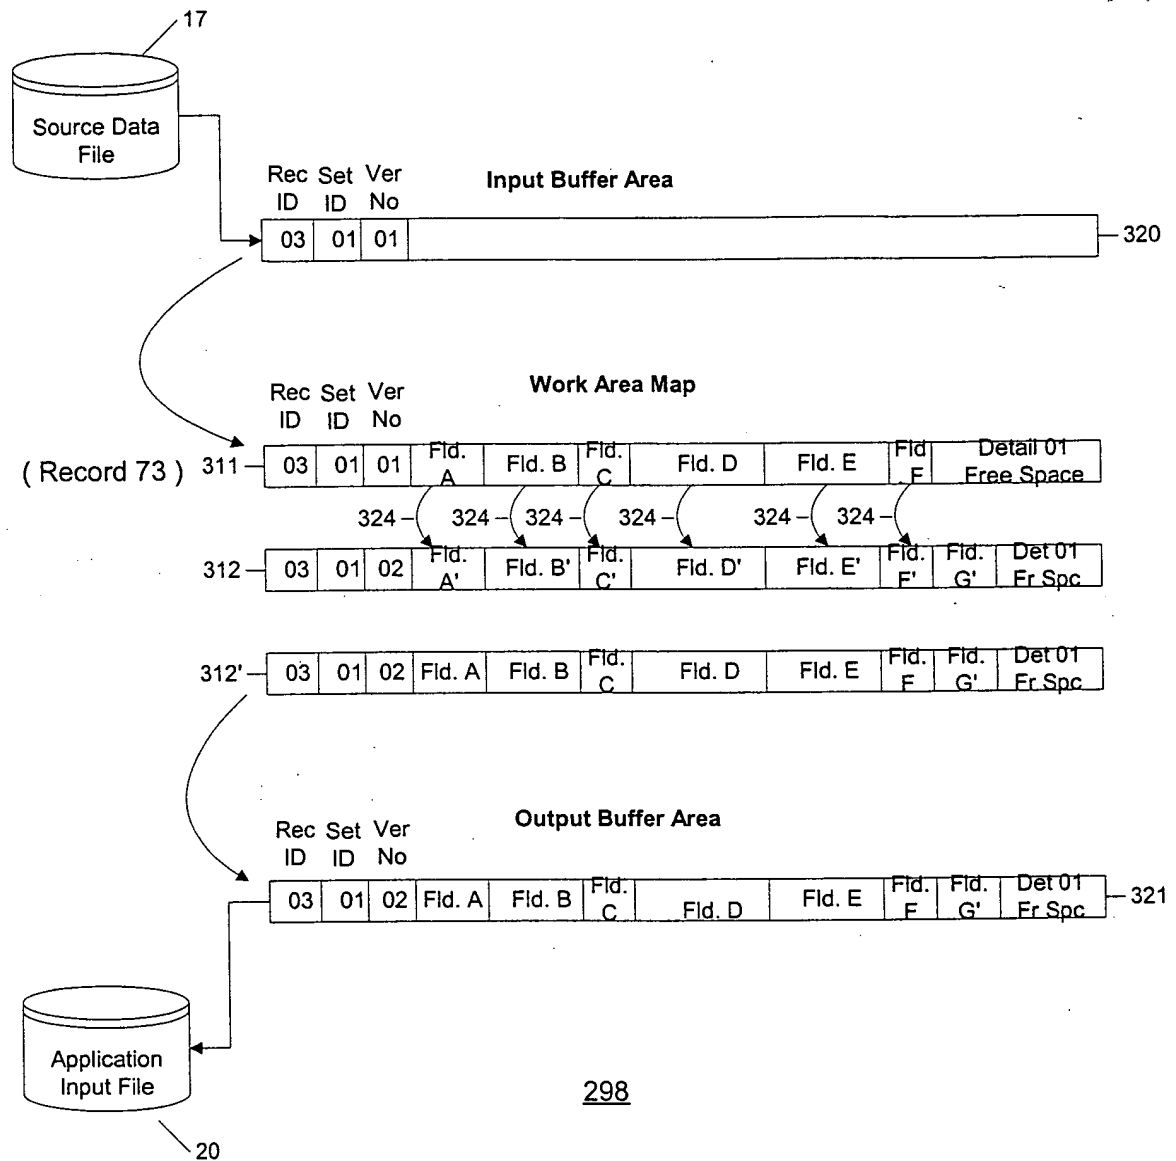 17
Source Data
File
Rec Set Ver
ID ID No
Input Buffer Area
03 01 01
320
Work Area Map
Rec Set Ver
ID ID No
( Record 73 ) 311 03 01 01 Fld. A Fld. B Fld. C Fld. D Fld. E Fld F Detail 01 Free Space
324 324 324 324 324 324
312 03 01 02 Fld. A' Fld. B' Fld. C' Fld. D' Fld. E' Fld. F' Fld. G' Det 01 Fr Spc
312' 03 01 02 Fld. A Fld. B Fld. C Fld. D Fld. E Fld. F Fld. G' Det 01 Fr Spc
Output Buffer Area
Rec Set Ver
ID ID No
03 01 02 Fld. A Fld. B Fld. C Fld. D Fld. E Fld. F Fld. G' Det 01 Fr Spc 321
Application
Input File
298
20